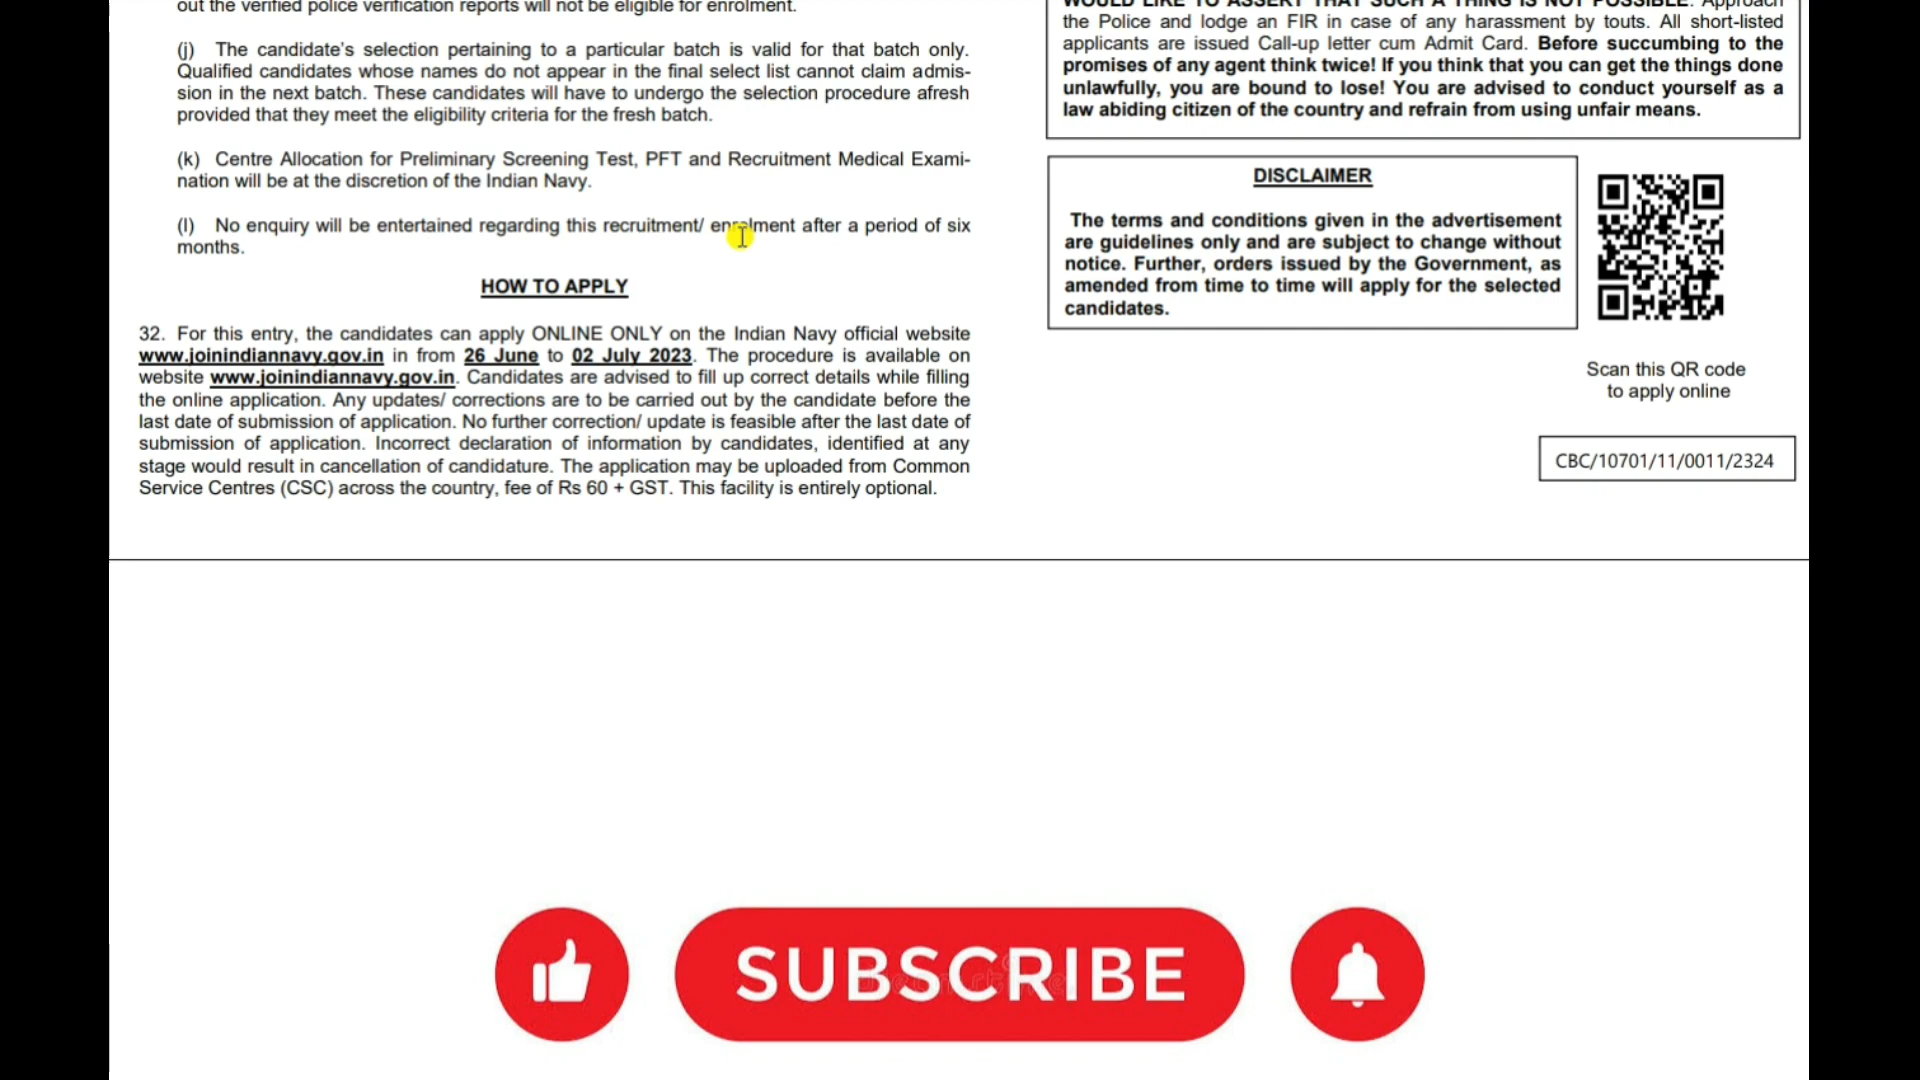 out the verified police verification reports will not be eligible for enrolment.
(j) The candidate's selection pertaining to a particular batch is valid for that batch only.
Qualified candidates whose names do not appear in the final select list cannot claim admis-
sion in the next batch. These candidates will have to undergo the selection procedure afresh
provided that they meet the eligibility criteria for the fresh batch.
(k) Centre Allocation for Preliminary Screening Test, PFT and Recruitment Medical Exami-
nation will be at the discretion of the Indian Navy.
(l) No enquiry will be entertained regarding this recruitment/ enrolment after a period of six
months.
HOW TO APPLY
32. For this entry, the candidates can apply ONLINE ONLY on the Indian Navy official website
www.joinindiannavy.gov.in in from 26 June to 02 July 2023. The procedure is available on
website www.joinindiannavy.gov.in. Candidates are advised to fill up correct details while filling
the online application. Any updates/ corrections are to be carried out by the candidate before the
last date of submission of application. No further correction/ update is feasible after the last date of
submission of application. Incorrect declaration of information by candidates, identified at any
stage would result in cancellation of candidature. The application may be uploaded from Common
Service Centres (CSC) across the country, fee of Rs 60 + GST. This facility is entirely optional.
WOULD LIKE TO ASSERT THAT SUCH A THING IS NOT POSSIBLE. Approach
the Police and lodge an FIR in case of any harassment by touts. All short-listed
applicants are issued Call-up letter cum Admit Card. Before succumbing to the
promises of any agent think twice! If you think that you can get the things done
unlawfully, you are bound to lose! You are advised to conduct yourself as a
law abiding citizen of the country and refrain from using unfair means.
DISCLAIMER
The terms and conditions given in the advertisement
are guidelines only and are subject to change without
notice. Further, orders issued by the Government, as
amended from time to time will apply for the selected
candidates.
Scan this QR code
to apply online
CBC/10701/11/0011/2324
SUBSCRIBE